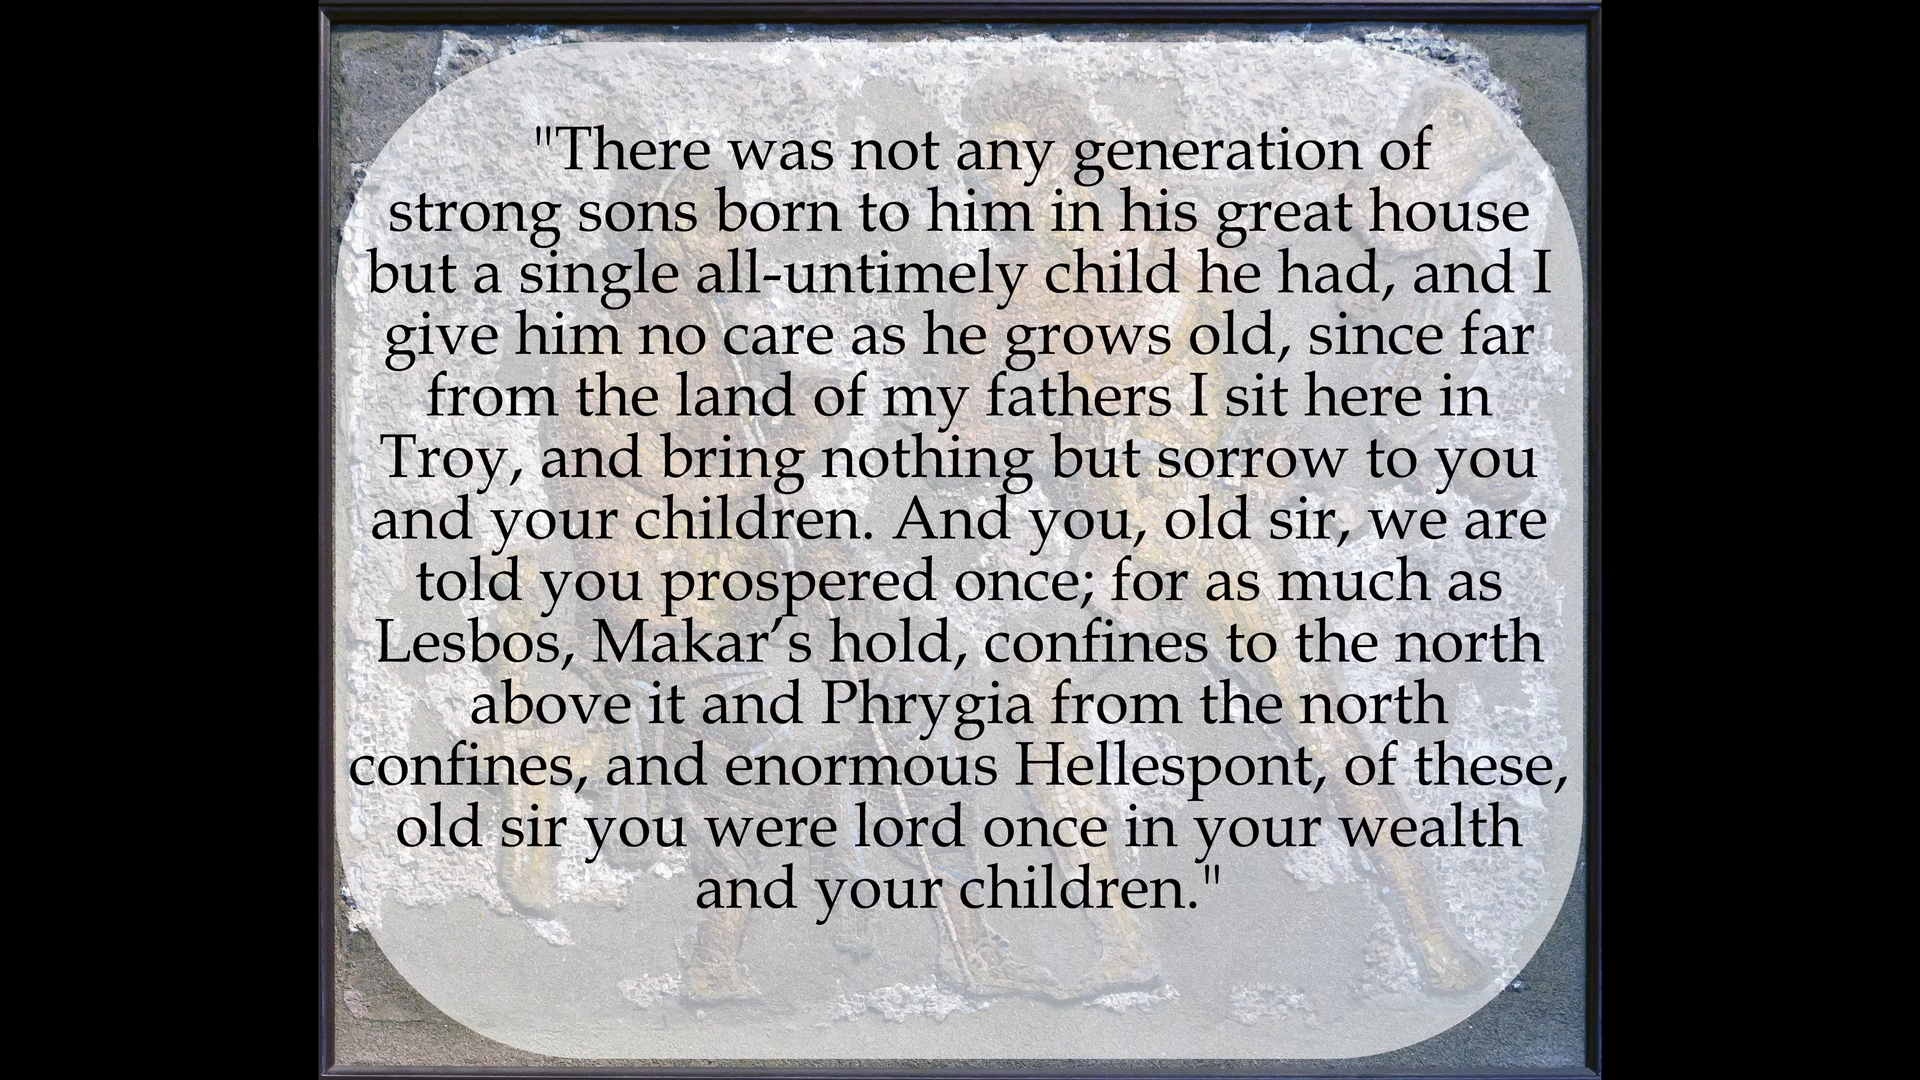 "There was not any generation of
strong sons born to him in his great house
but a single all-untimely child he had, and I
give him no care as he grows old, since far
from the land of my fathers I sit here in
Troy, and bring nothing but sorrow to you
and your children. And you, old sir, we are
told you prospered once; for as much as
Lesbos, Makar’s hold, confines to the north
above it and Phrygia from the north
confines, and enormous Hellespont, of these,
old sir you were lord once in your wealth
and your children."